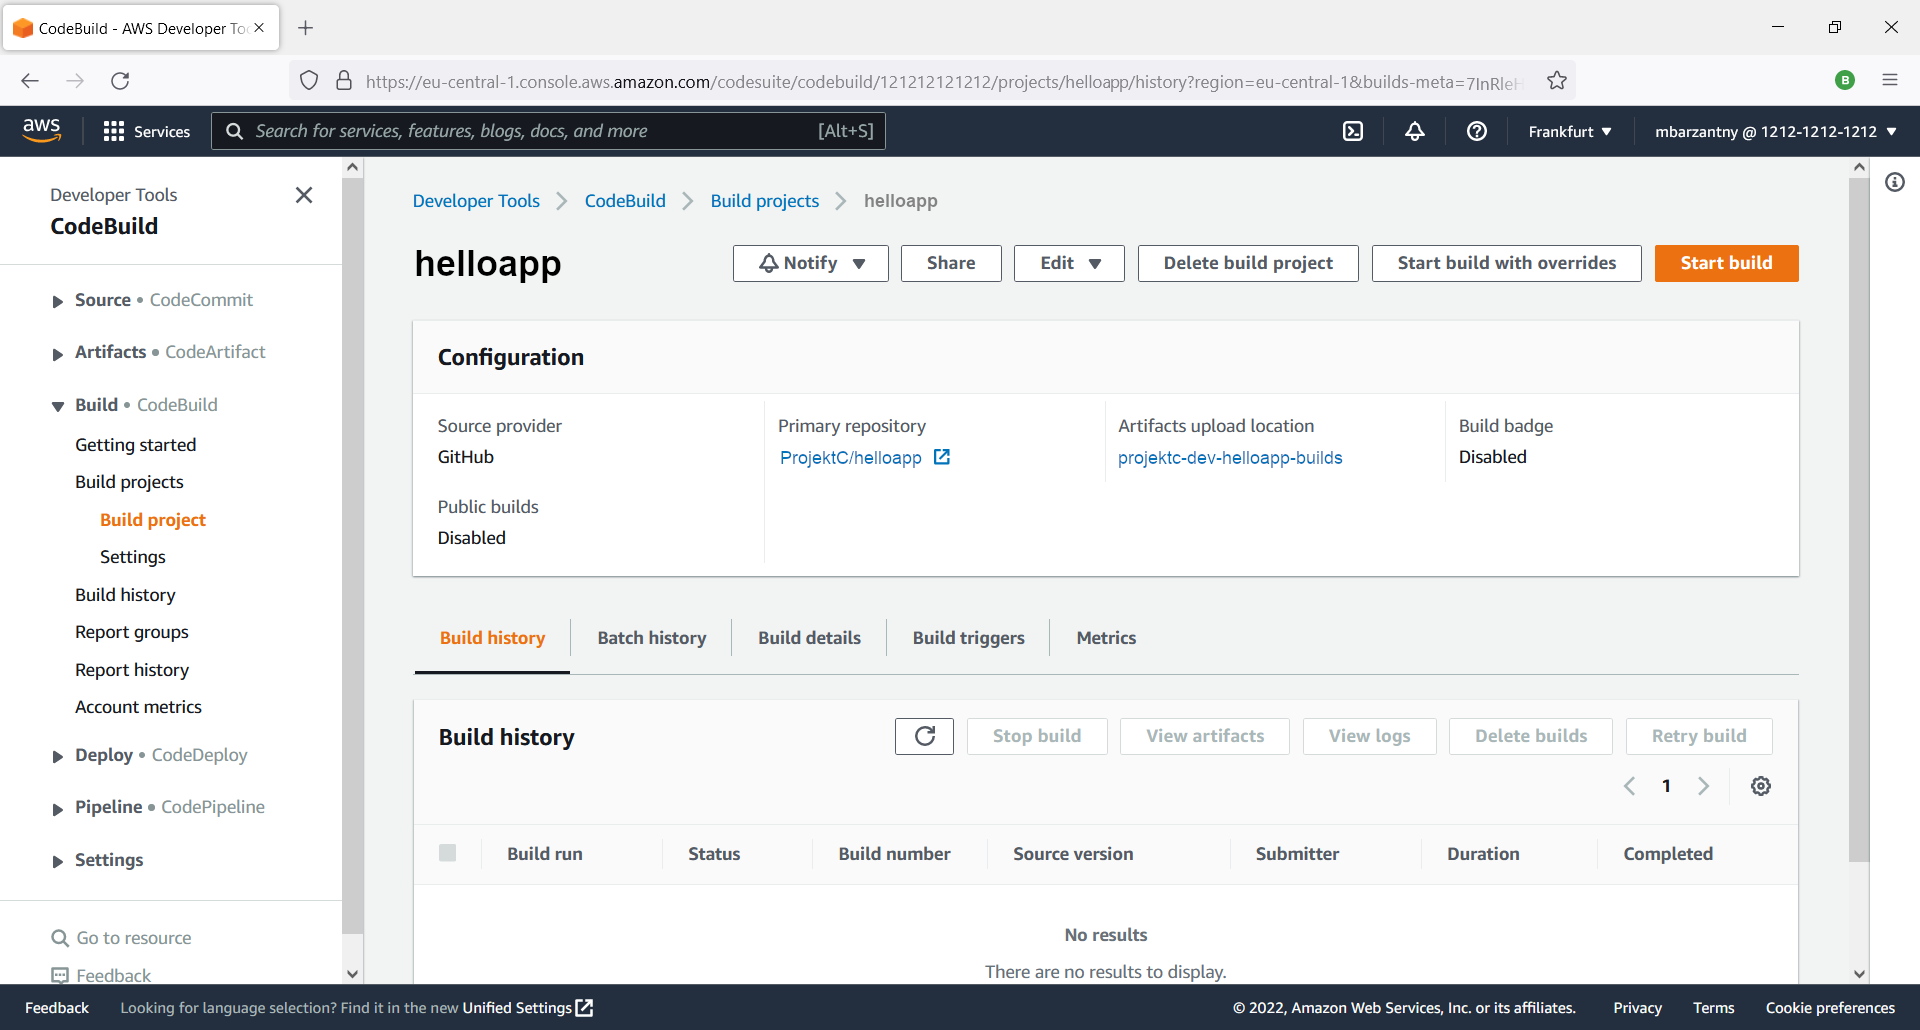 CodeBuild - AWS Developer To
https://eu-central-1.console.aws.amazon.com/codesuite/codebuild/121212121212/projects/helloapp/history?region=eu-central-1&builds-meta=7InRleH
B
aws
Services
Search for services, features, blogs, docs, and more
[Alt+S]
Frankfurt
mbarzantny @ 1212-1212-1212
Developer Tools
CodeBuild
Source • CodeCommit
Artifacts • CodeArtifact
Build • CodeBuild
Getting started
Build projects
Build project
Settings
Build history
Report groups
Report history
Account metrics
Deploy • CodeDeploy
Pipeline • CodePipeline
Settings
Go to resource
Feedback
Developer Tools > CodeBuild > Build projects > helloapp
helloapp
Notify
Share
Edit
Delete build project
Start build with overrides
Start build
Configuration
Source provider
GitHub
Primary repository
ProjektC/helloapp
Artifacts upload location
projektc-dev-helloapp-builds
Build badge
Disabled
Public builds
Disabled
Build history
Batch history
Build details
Build triggers
Metrics
Build history
Stop build
View artifacts
View logs
Delete builds
Retry build
1
Build run
Status
Build number
Source version
Submitter
Duration
Completed
No results
There are no results to display.
Feedback
Looking for language selection? Find it in the new Unified Settings
© 2022, Amazon Web Services, Inc. or its affiliates.
Privacy
Terms
Cookie preferences